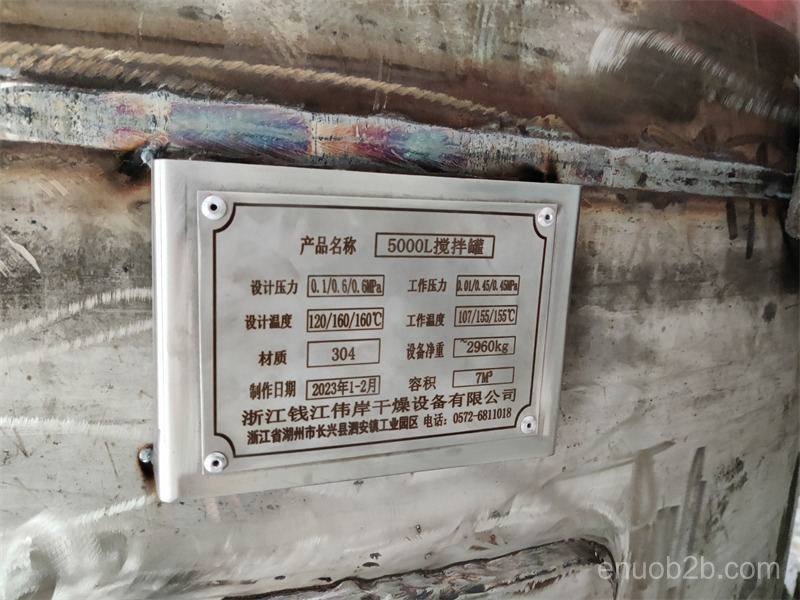 产品名称 5000L搅拌罐
设计压力 0.1/0.6/0.6MPa 工作压力 0.01/0.45/0.45MPa
设计温度 120/160/160℃ 工作温度 107/155/155℃
材质 304 设备净重 ~2960kg
制作日期 2023年1-2月 容积 7M³
浙江钱江伟岸干燥设备有限公司
浙江省湖州市长兴县泗安镇工业园区 电话: 0572-6811018
enuob2b.com